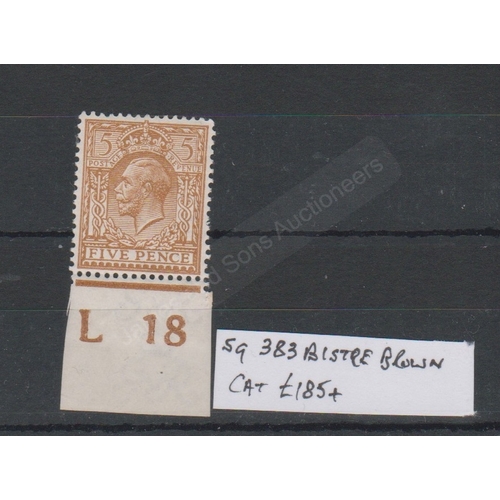 5 5
POSTAGE REVENUE
FIVE PENCE
L 18
SG 383 BISTRE BROWN
CAT £185+
Sons Auctioneers